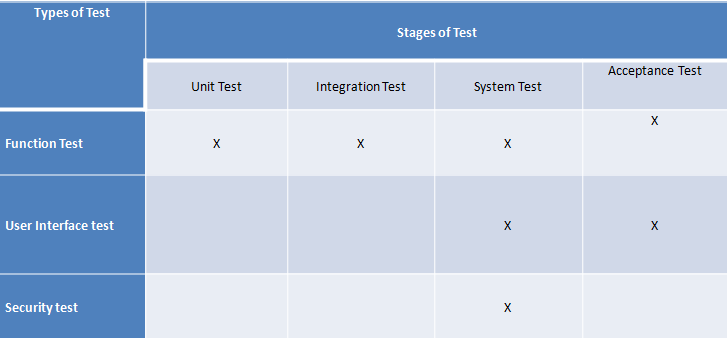 Types of Test
Stages of Test
Unit Test
Integration Test
System Test
Acceptance Test
Function Test
X
X
X
X
User Interface test
X
X
Security test
X